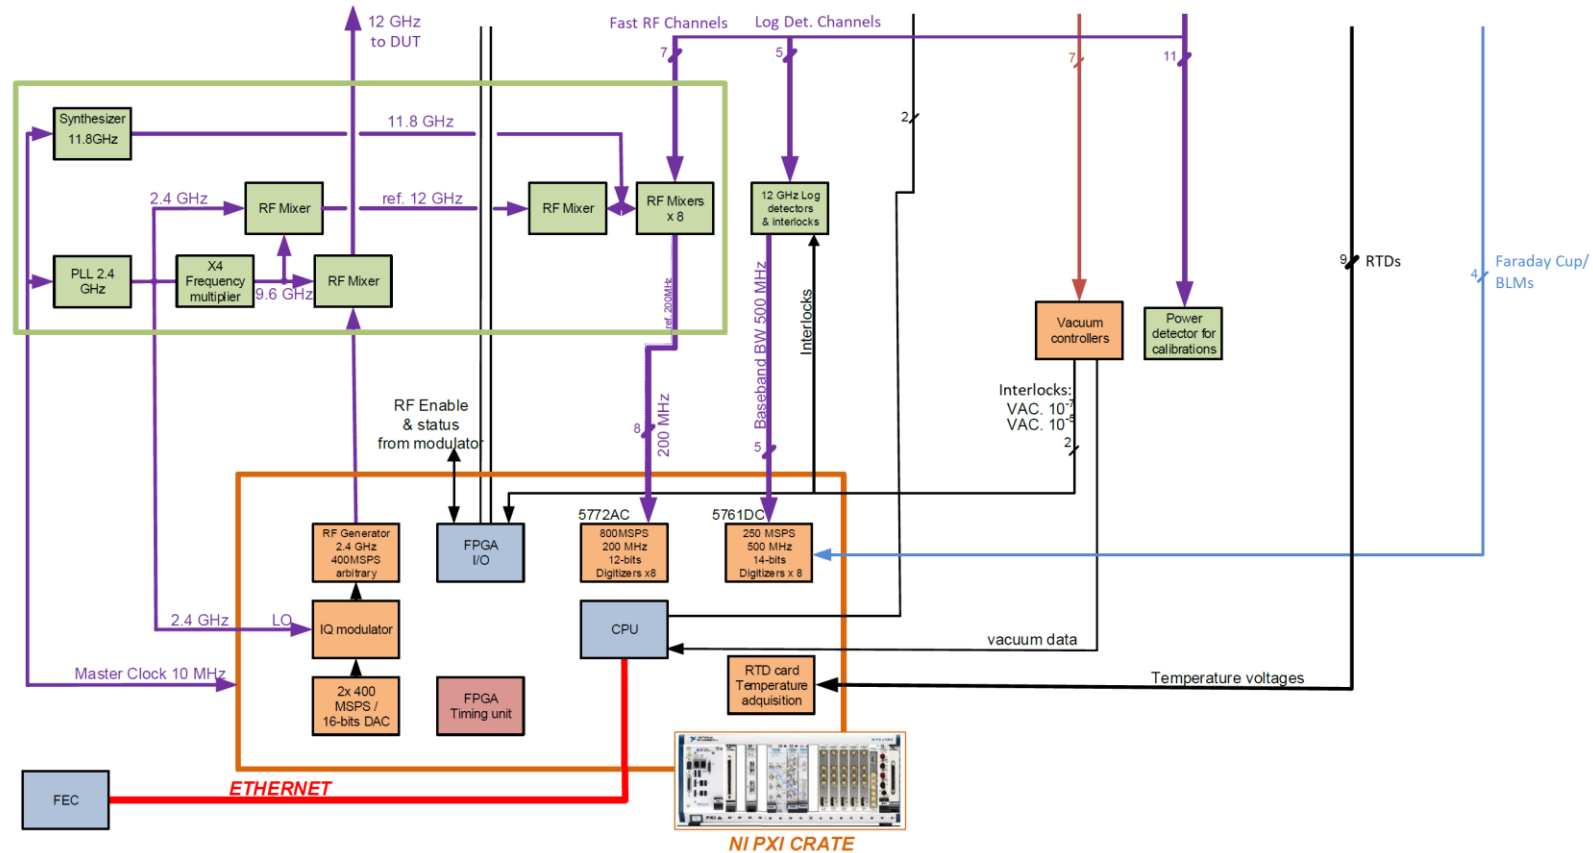 12 GHz
to DUT
Fast RF Channels
Log Det. Channels
7
5
7
11
2
Synthesizer
11.8GHz
11.8 GHz
2.4 GHz
RF Mixer
ref. 12 GHz
RF Mixer
RF Mixers
x 8
12 GHz Log
detectors
& interlocks
PLL 2.4
GHz
X4
Frequency
multiplier
9.6 GHz
RF Mixer
ref. 200MHz
Baseband BW 500 MHz
Interlocks
9
RTDs
4
Faraday Cup/
BLMs
Vacuum
controllers
Power
detector for
calibrations
Interlocks:
VAC. 10-7
VAC. 10-5
2
RF Enable
& status
from modulator
8
200 MHz
5
5772AC
5761DC
RF Generator
2.4 GHz
400MSPS
arbitrary
FPGA
I/O
800MSPS
200 MHz
12-bits
Digitizers x8
250 MSPS
500 MHz
14-bits
Digitizers x 8
2.4 GHz
LO
IQ modulator
CPU
vacuum data
Master Clock 10 MHz
2x 400
MSPS /
16-bits DAC
FPGA
Timing unit
RTD card
Temperature
adquisition
Temperature voltages
FEC
ETHERNET
PXI
NI PXI CRATE